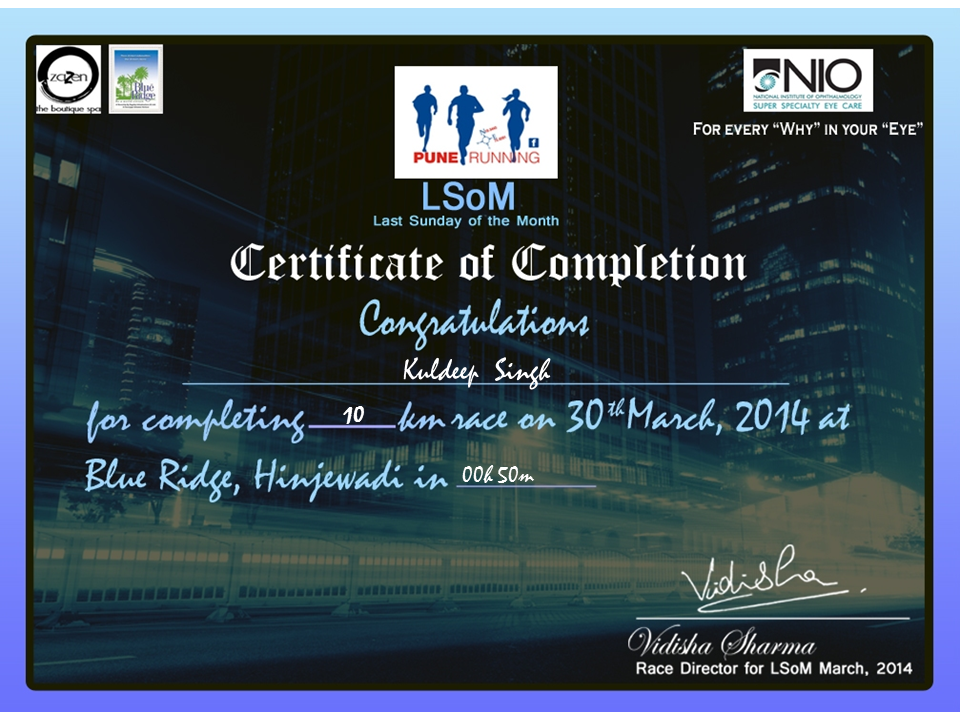 zazen
the boutique spa
Blue
Ridge
NIO
NATIONAL INSTITUTE OF OPHTHALMOLOGY
SUPER SPECIALTY EYE CARE
FOR EVERY “WHY” IN YOUR “EYE”
PUNE RUNNING
f
LSoM
Last Sunday of the Month
Certificate of Completion
Congratulations
Kuldeep Singh
for completing 10 km race on 30th March, 2014 at
Blue Ridge, Hinjewadi in 00h 50m
Vidisha
Vidisha Sharma
Race Director for LSoM March, 2014